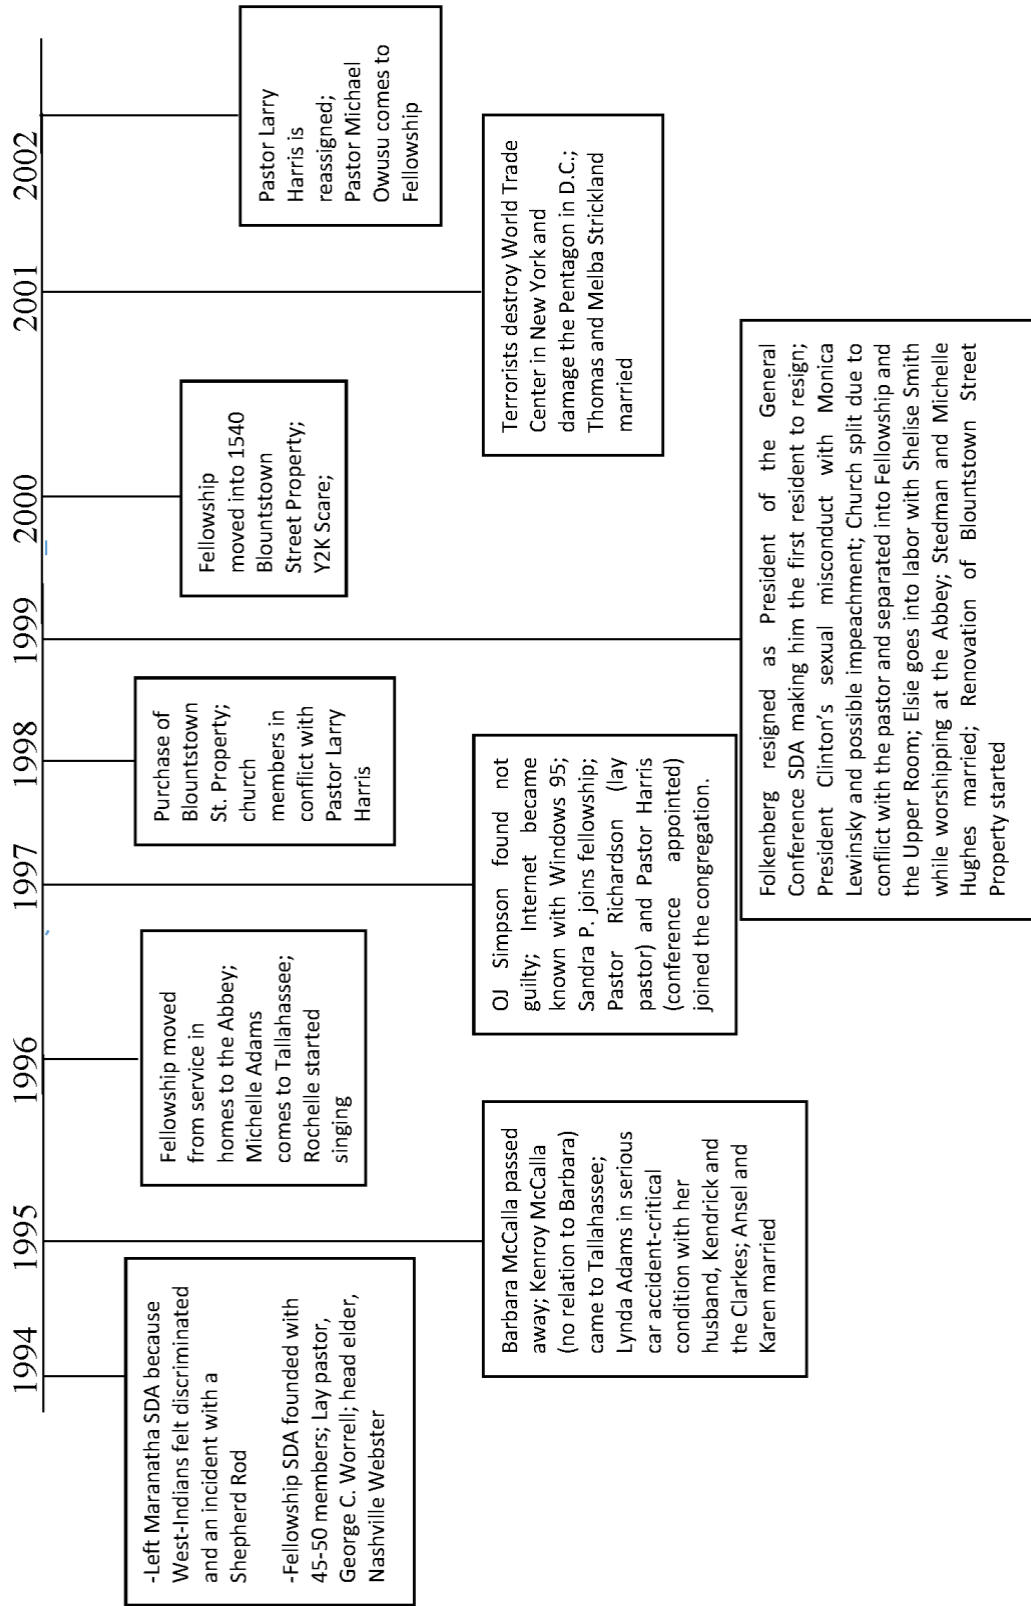 1994
1995
1996
1997
1998
1999
2000
2001
2002
-Left Maranatha SDA because
West-Indians felt discriminated
and an incident with a
Shepherd Rod
-Fellowship SDA founded with
45-50 members; Lay pastor,
George C. Worrell; head elder,
Nashville Webster
Barbara McCalla passed
away; Kenroy McCalla
(no relation to Barbara)
came to Tallahassee;
Lynda Adams in serious
car accident-critical
condition with her
husband, Kendrick and
the Clarkes; Ansel and
Karen married
Fellowship moved
from service in
homes to the Abbey;
Michelle Adams
comes to Tallahassee;
Rochelle started
singing
OJ Simpson found not
guilty; Internet became
known with Windows 95;
Sandra P. joins fellowship;
Pastor Richardson (lay
pastor) and Pastor Harris
(conference appointed)
joined the congregation.
Purchase of
Blountstown
St. Property;
church
members in
conflict with
Pastor Larry
Harris
Folkenberg resigned as President of the General
Conference SDA making him the first resident to resign;
President Clinton’s sexual misconduct with Monica
Lewinsky and possible impeachment; Church split due to
conflict with the pastor and separated into Fellowship and
the Upper Room; Elsie goes into labor with Shelise Smith
while worshipping at the Abbey; Stedman and Michelle
Hughes married; Renovation of Blountstown Street
Property started
Fellowship
moved into 1540
Blountstown
Street Property;
Y2K Scare;
Terrorists destroy World Trade
Center in New York and
damage the Pentagon in D.C.;
Thomas and Melba Strickland
married
Pastor Larry
Harris is
reassigned;
Pastor Michael
Owusu comes to
Fellowship